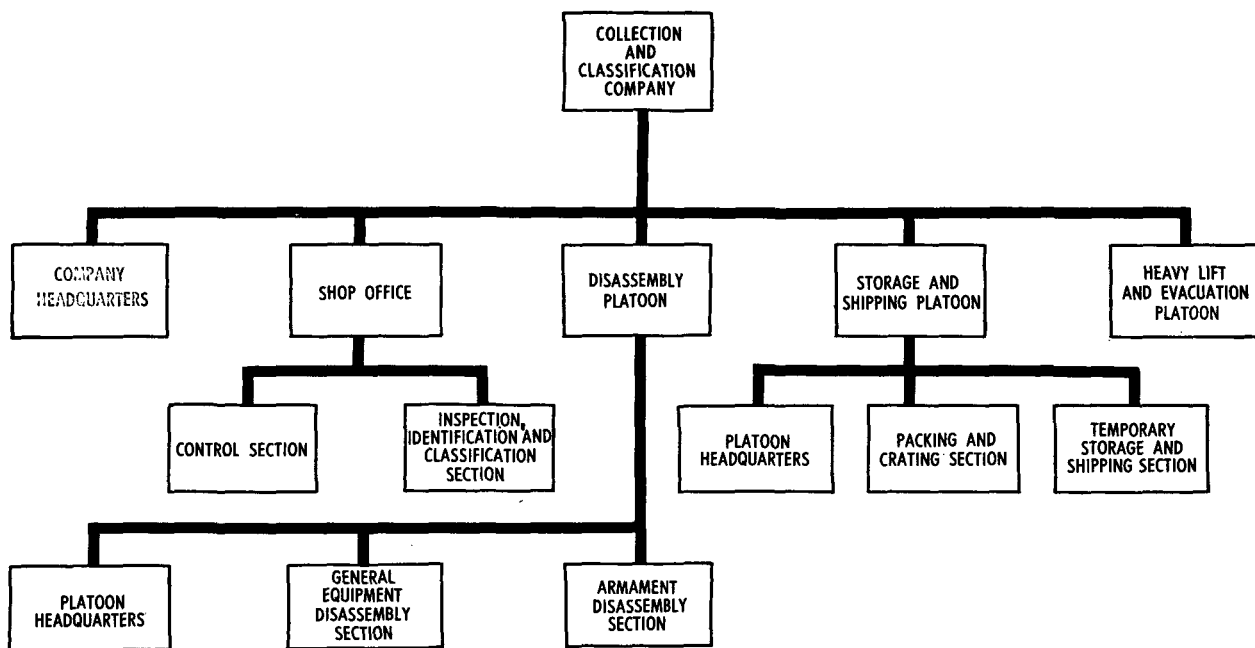 COLLECTION
AND
CLASSIFICATION
COMPANY
COMPANY
HEADQUARTERS
SHOP OFFICE
DISASSEMBLY
PLATOON
STORAGE AND
SHIPPING PLATOON
HEAVY LIFT
AND EVACUATION
PLATOON
CONTROL SECTION
INSPECTION,
IDENTIFICATION AND
CLASSIFICATION
SECTION
PLATOON
HEADQUARTERS
PACKING AND
CRATING SECTION
TEMPORARY
STORAGE AND
SHIPPING SECTION
PLATOON
HEADQUARTERS
GENERAL
EQUIPMENT
DISASSEMBLY
SECTION
ARMAMENT
DISASSEMBLY
SECTION